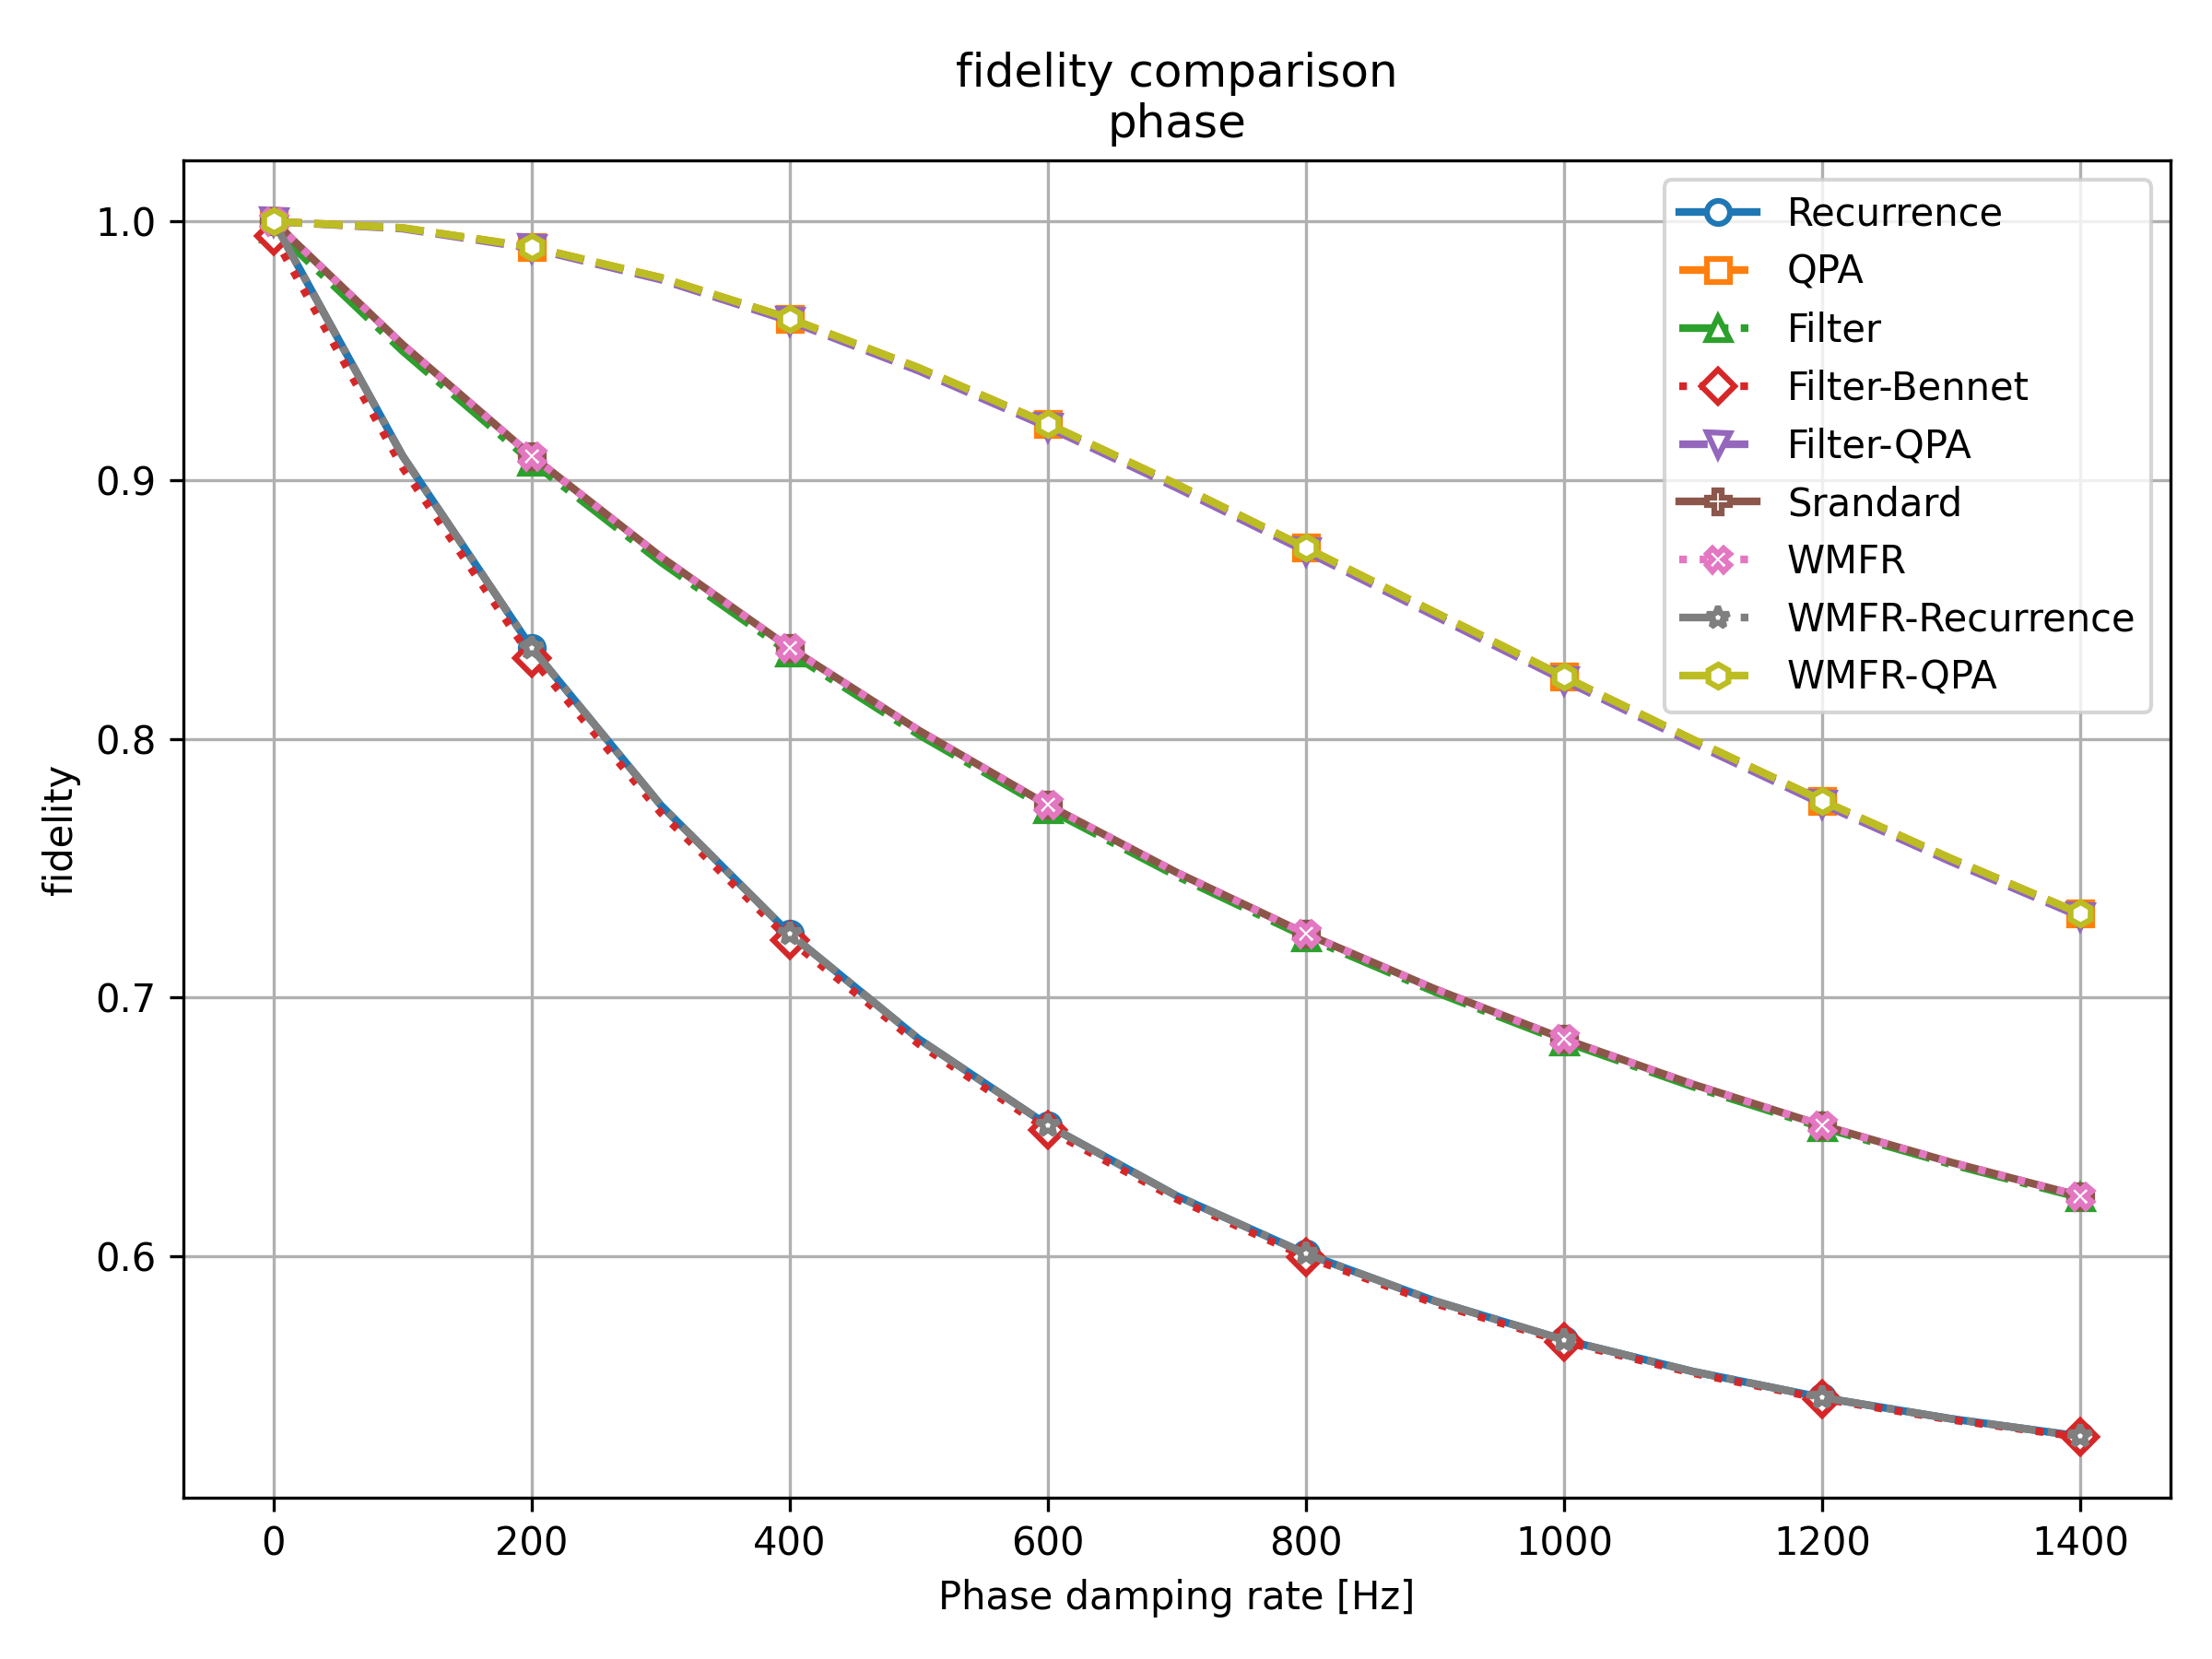 fidelity comparison
phase
1.0
0.9
0.8
0.7
0.6
fidelity
Recurrence
QPA
Filter
Filter-Bennet
Filter-QPA
Srandard
WMFR
WMFR-Recurrence
WMFR-QPA
0 200 400 600 800 1000 1200 1400
Phase damping rate [Hz]